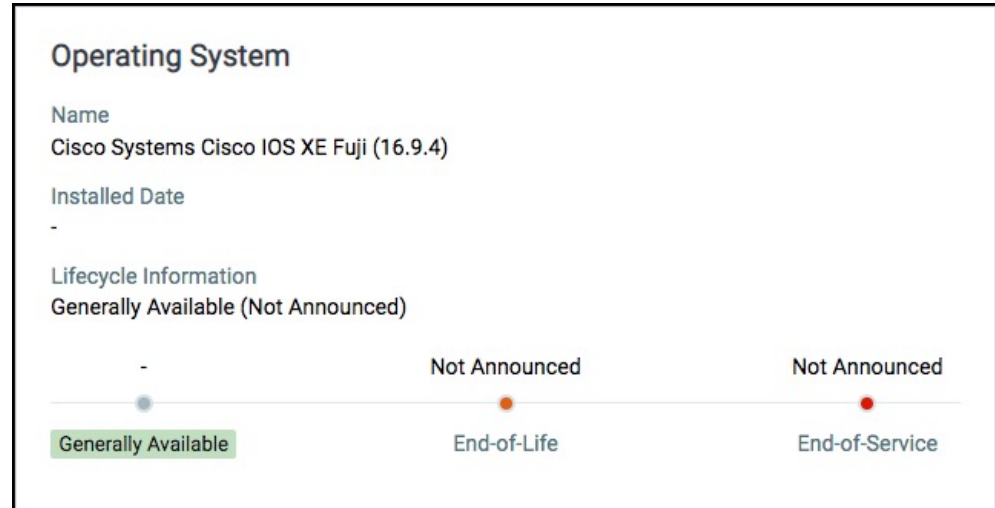 Operating System
Name
Cisco Systems Cisco IOS XE Fuji (16.9.4)
Installed Date
-
Lifecycle Information
Generally Available (Not Announced)
- Not Announced Not Announced
Generally Available End-of-Life End-of-Service